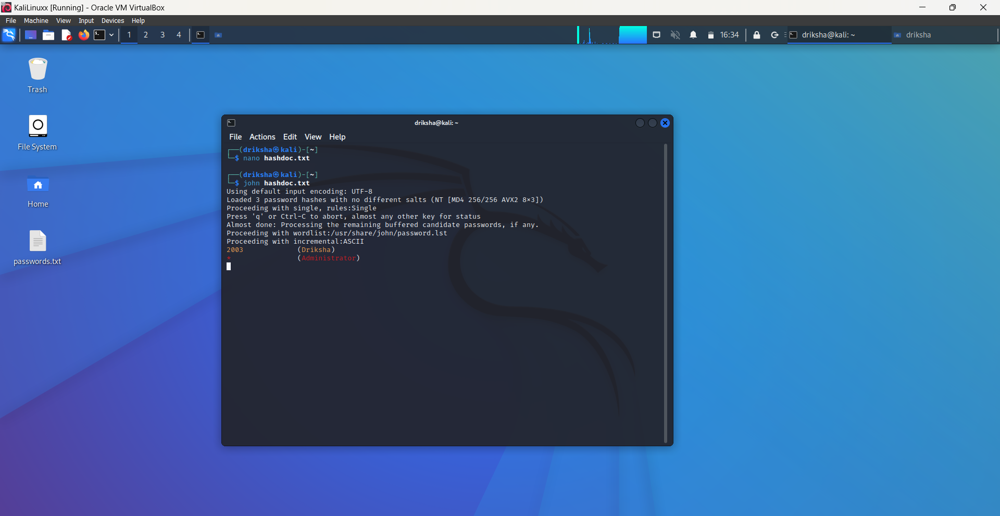 KaliLinuxx [Running] - Oracle VM VirtualBox
File Machine View Input Devices Help
1 2 3 4 16:34 driksha@kali: ~ driksha
Trash
File System
Home
passwords.txt
driksha@kali: ~
File Actions Edit View Help
┌──(driksha㉿kali)-[~]
└─$ nano hashdoc.txt
┌──(driksha㉿kali)-[~]
└─$ john hashdoc.txt
Using default input encoding: UTF-8
Loaded 3 password hashes with no different salts (NT [MD4 256/256 AVX2 8×3])
Proceeding with single, rules:Single
Press 'q' or Ctrl-C to abort, almost any other key for status
Almost done: Processing the remaining buffered candidate passwords, if any.
Proceeding with wordlist:/usr/share/john/password.lst
Proceeding with incremental:ASCII
2003 (Driksha)
* (Administrator)